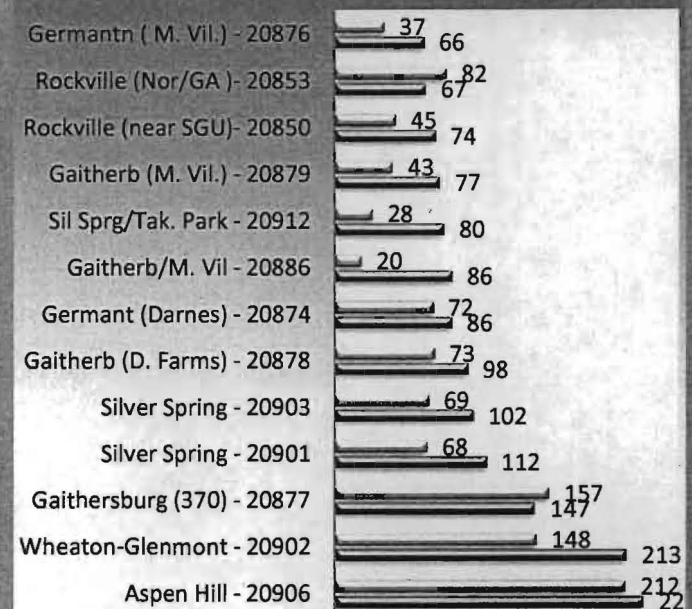 Germantn ( M. Vil.) - 20876 37 66
Rockville (Nor/GA )- 20853 82 67
Rockville (near SGU)- 20850 45 74
Gaitherb (M. Vil.) - 20879 43 77
Sil Sprg/Tak. Park - 20912 28 80
Gaitherb/M. Vil - 20886 20 86
Germant (Darnes) - 20874 72 86
Gaitherb (D. Farms) - 20878 73 98
Silver Spring - 20903 69 102
Silver Spring - 20901 68 112
Gaithersburg (370) - 20877 157 147
Wheaton-Glenmont - 20902 148 213
Aspen Hill - 20906 212